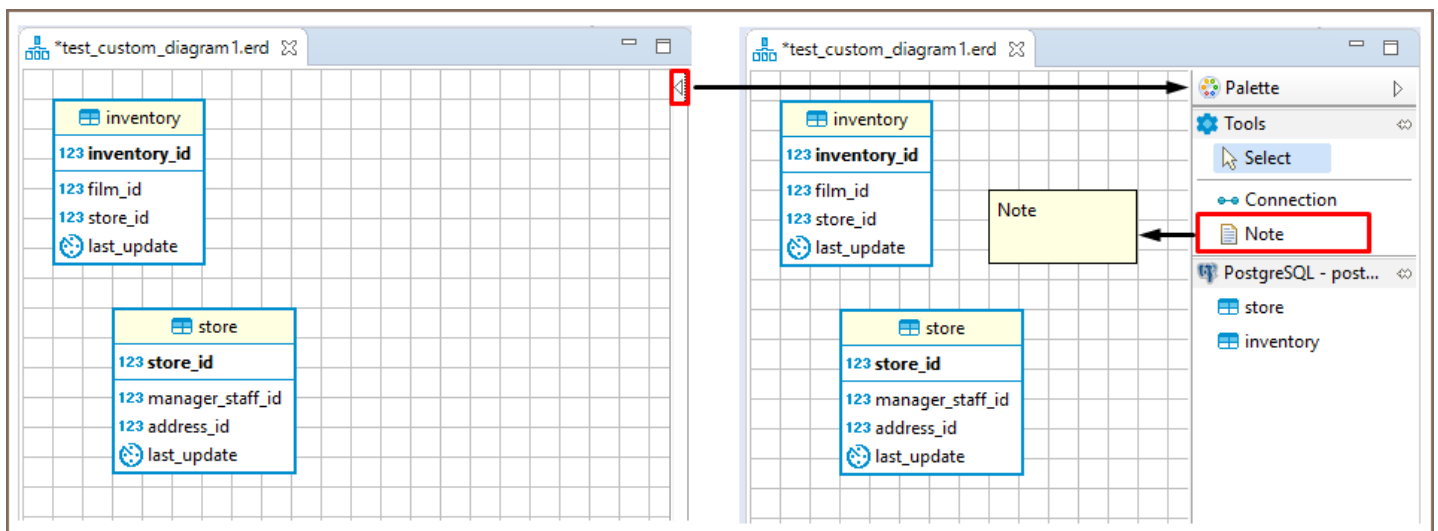 *test_custom_diagram1.erd
inventory
123 inventory_id
123 film_id
123 store_id
last_update
store
123 store_id
123 manager_staff_id
123 address_id
last_update
*test_custom_diagram1.erd
inventory
123 inventory_id
123 film_id
123 store_id
last_update
Note
store
123 store_id
123 manager_staff_id
123 address_id
last_update
Palette
Tools
Select
Connection
Note
PostgreSQL - post...
store
inventory